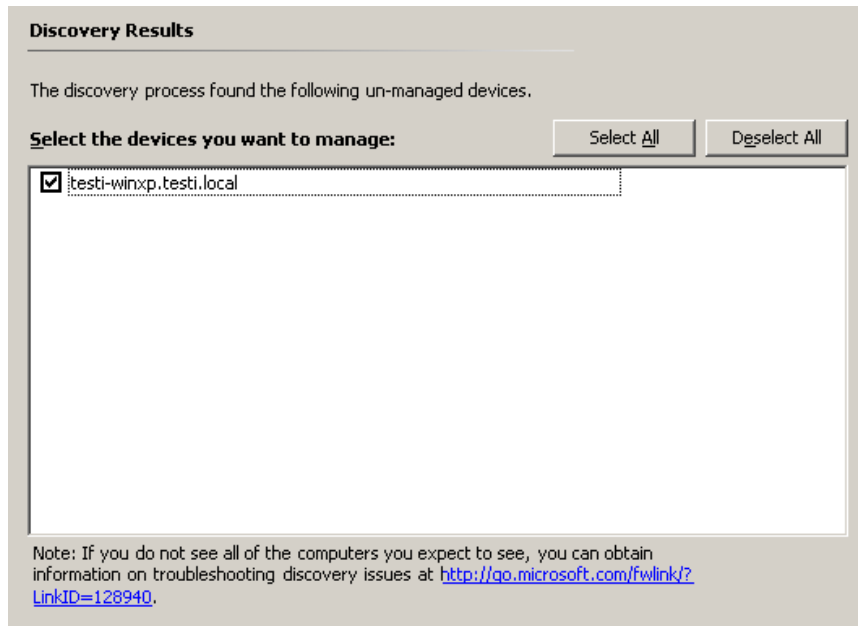 Discovery Results
The discovery process found the following un-managed devices.
Select the devices you want to manage:
Select All
Deselect All
testi-winxp.testi.local
Note: If you do not see all of the computers you expect to see, you can obtain
information on troubleshooting discovery issues at http://go.microsoft.com/fwlink/?
LinkID=128940.